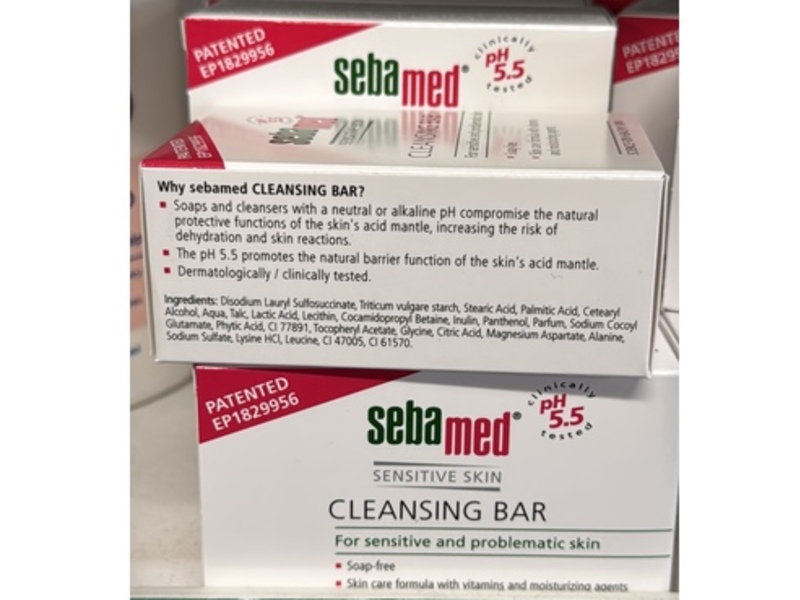 PATENTED
EP1829956
sebamed®
clinically
pH
5.5
tested
PATENTE
EP1829
sebamed
CLEANSING BAR
Why sebamed CLEANSING BAR?
▪ Soaps and cleansers with a neutral or alkaline pH compromise the natural
protective functions of the skin's acid mantle, increasing the risk of
dehydration and skin reactions.
▪ The pH 5.5 promotes the natural barrier function of the skin's acid mantle.
▪ Dermatologically / clinically tested.
Ingredients: Disodium Lauryl Sulfosuccinate, Triticum vulgare starch, Stearic Acid, Palmitic Acid, Cetearyl
Alcohol, Aqua, Talc, Lactic Acid, Lecithin, Cocamidopropyl Betaine, Inulin, Panthenol, Parfum, Sodium Cocoyl
Glutamate, Phytic Acid, CI 77891, Tocopheryl Acetate, Glycine, Citric Acid, Magnesium Aspartate, Alanine,
Sodium Sulfate, Lysine HCl, Leucine, CI 47005, CI 61570.
PATENTED
EP1829956
sebamed®
clinically
pH
5.5
tested
SENSITIVE SKIN
CLEANSING BAR
For sensitive and problematic skin
▪ Soap-free
▪ Skin care formula with vitamins and moisturizing agents